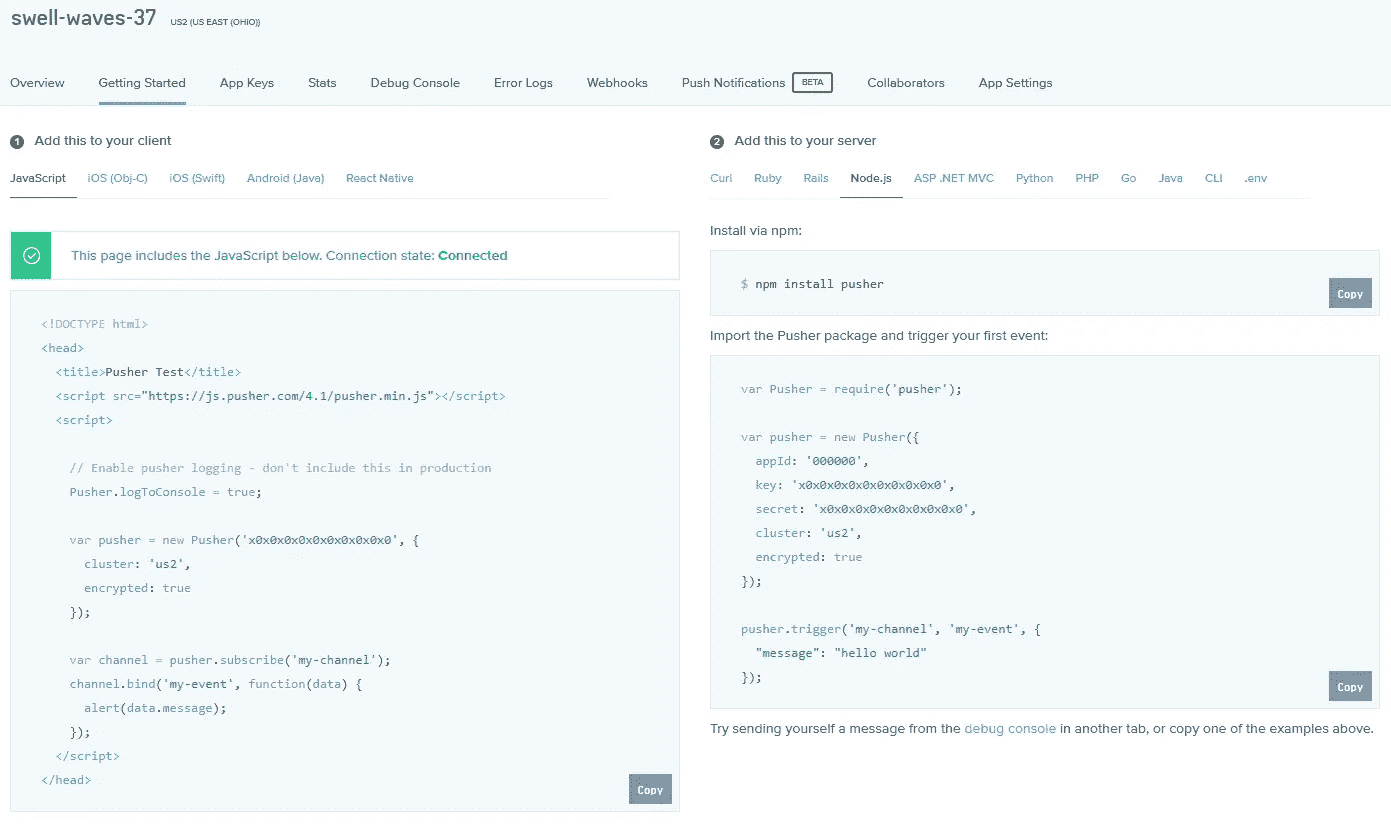 swell-waves-37 US2 (US EAST (OHIO))
Overview Getting Started App Keys Stats Debug Console Error Logs Webhooks Push Notifications BETA Collaborators App Settings
1 Add this to your client
JavaScript iOS (Obj-C) iOS (Swift) Android (Java) React Native
This page includes the JavaScript below. Connection state: Connected
<!DOCTYPE html>
<head>
  <title>Pusher Test</title>
  <script src="https://js.pusher.com/4.1/pusher.min.js"></script>
  <script>
    // Enable pusher logging - don't include this in production
    Pusher.logToConsole = true;
    var pusher = new Pusher('x0x0x0x0x0x0x0x0x0x0', {
      cluster: 'us2',
      encrypted: true
    });
    var channel = pusher.subscribe('my-channel');
    channel.bind('my-event', function(data) {
      alert(data.message);
    });
  </script>
</head>
Copy
2 Add this to your server
Curl Ruby Rails Node.js ASP .NET MVC Python PHP Go Java CLI .env
Install via npm:
$ npm install pusher
Copy
Import the Pusher package and trigger your first event:
var Pusher = require('pusher');
var pusher = new Pusher({
  appId: '000000',
  key: 'x0x0x0x0x0x0x0x0x0x0',
  secret: 'x0x0x0x0x0x0x0x0x0x0',
  cluster: 'us2',
  encrypted: true
});
pusher.trigger('my-channel', 'my-event', {
  "message": "hello world"
});
Copy
Try sending yourself a message from the debug console in another tab, or copy one of the examples above.